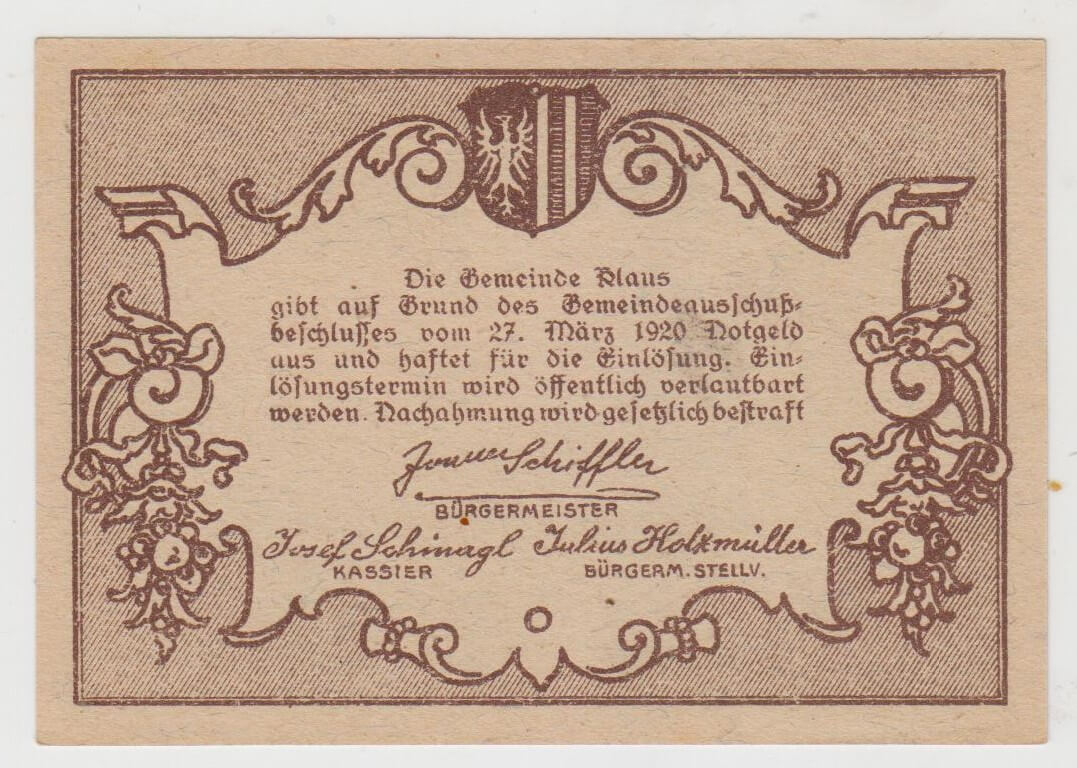 Die Gemeinde Klaus
gibt auf Grund des Gemeindeausschuß-
beschlusses vom 27. März 1920 Notgeld
aus und haftet für die Einlösung. Ein-
lösungstermin wird öffentlich verlautbart
werden. Nachahmung wird gesetzlich bestraft
Schiffler
BÜRGERMEISTER
Josef Schinagl Julius Holzmüller
KASSIER BÜRGERM. STELLV.